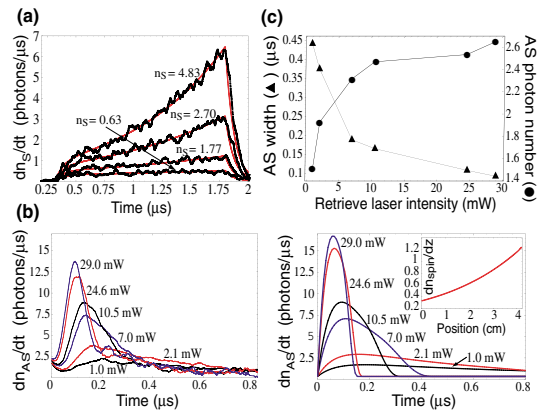 (a)
dn_S/dt (photons/μs)
7
6
5
4
3
2
1
0
n_S= 4.83
n_S= 2.70
n_S= 0.63
n_S= 1.77
0.25 0.5 0.75 1 1.25 1.5 1.75 2 2.25
Time (μs)
(c)
AS width (▲) (μs)
0.45
0.4
0.35
0.3
0.25
0.2
0.15
0.1
2.6
2.4
2.2
2
1.8
1.6
1.4
AS photon number (●)
0 5 10 15 20 25 30
Retrieve laser intensity (mW)
(b)
dn_AS/dt (photons/μs)
15
12.5
10
7.5
5
2.5
29.0 mW
24.6 mW
10.5 mW
7.0 mW
2.1 mW
1.0 mW
0 0.2 0.4 0.6 0.8
Time (μs)
dn_AS/dt (photons/μs)
15
12.5
10
7.5
5
2.5
29.0 mW
24.6 mW
10.5 mW
7.0 mW
2.1 mW
1.0 mW
0 0.2 0.4 0.6 0.8
Time (μs)
dnspin/dz
1.2
1.0
0.8
0.6
0.4
0.2
0
0 1 2 3 4
Position (cm)